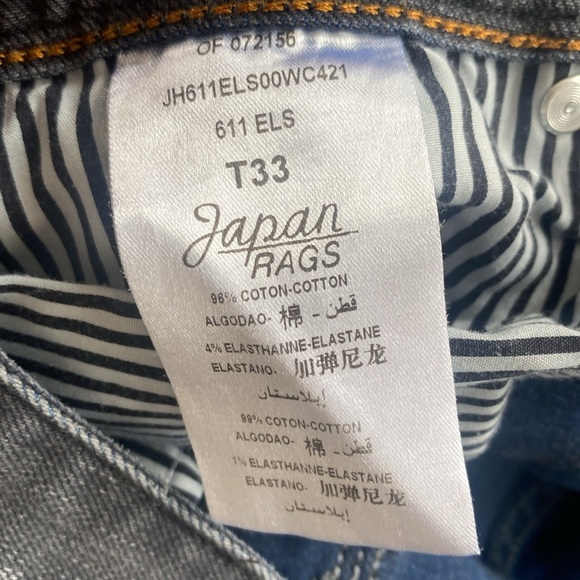 OF 072156
JH611ELS00WC421
611 ELS
T33
Japan
RAGS
96% COTON-COTTON
ALGODAO- 棉 - قطن
4% ELASTHANNE-ELASTANE
ELASTANO- 加弹尼龙
إيلاستان
99% COTON-COTTON
ALGODAO- 棉 - قطن
1% ELASTHANNE-ELASTANE
ELASTANO- 加弹尼龙
إيلاستان